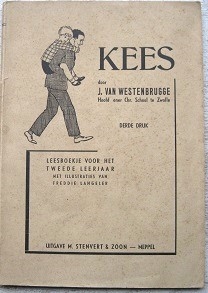 KEES
door
J. VAN WESTENBRUGGE
Hoofd ener Chr. School te Zwolle
DERDE DRUK
LEESBOEKJE VOOR HET
TWEEDE LEERJAAR
MET ILLUSTRATIES VAN
FREDDIE LANGELER
UITGAVE M. STENVERT & ZOON — MEPPEL